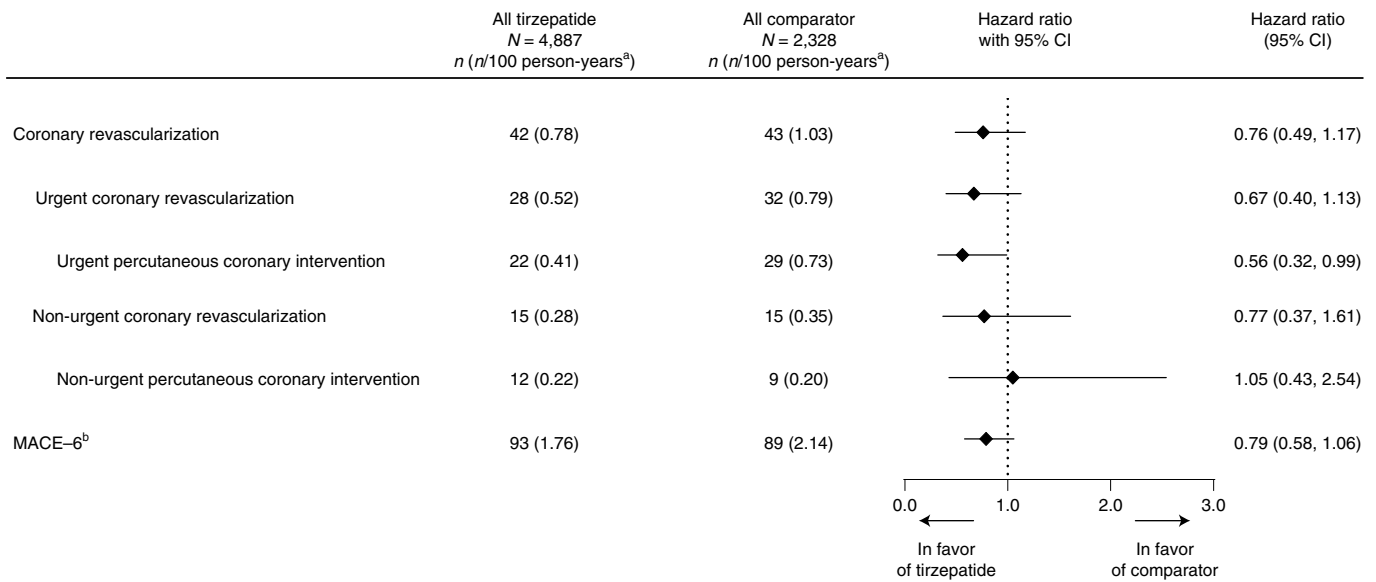 All tirzepatide
N = 4,887
n (n/100 person-yearsa)
All comparator
N = 2,328
n (n/100 person-yearsa)
Hazard ratio
with 95% CI
Hazard ratio
(95% CI)
Coronary revascularization 42 (0.78) 43 (1.03) 0.76 (0.49, 1.17)
Urgent coronary revascularization 28 (0.52) 32 (0.79) 0.67 (0.40, 1.13)
Urgent percutaneous coronary intervention 22 (0.41) 29 (0.73) 0.56 (0.32, 0.99)
Non-urgent coronary revascularization 15 (0.28) 15 (0.35) 0.77 (0.37, 1.61)
Non-urgent percutaneous coronary intervention 12 (0.22) 9 (0.20) 1.05 (0.43, 2.54)
MACE–6b 93 (1.76) 89 (2.14) 0.79 (0.58, 1.06)
0.0 1.0 2.0 3.0
In favor
of tirzepatide
In favor
of comparator